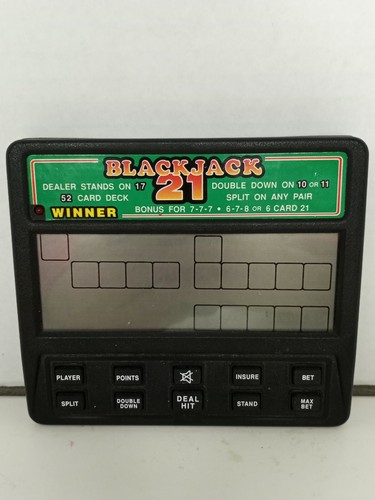 BLACKJACK
21
DEALER STANDS ON 17
52 CARD DECK
DOUBLE DOWN ON 10 OR 11
SPLIT ON ANY PAIR
WINNER
BONUS FOR 7-7-7 • 6-7-8 OR 6 CARD 21
PLAYER POINTS INSURE BET
SPLIT DOUBLE DOWN DEAL HIT STAND MAX BET